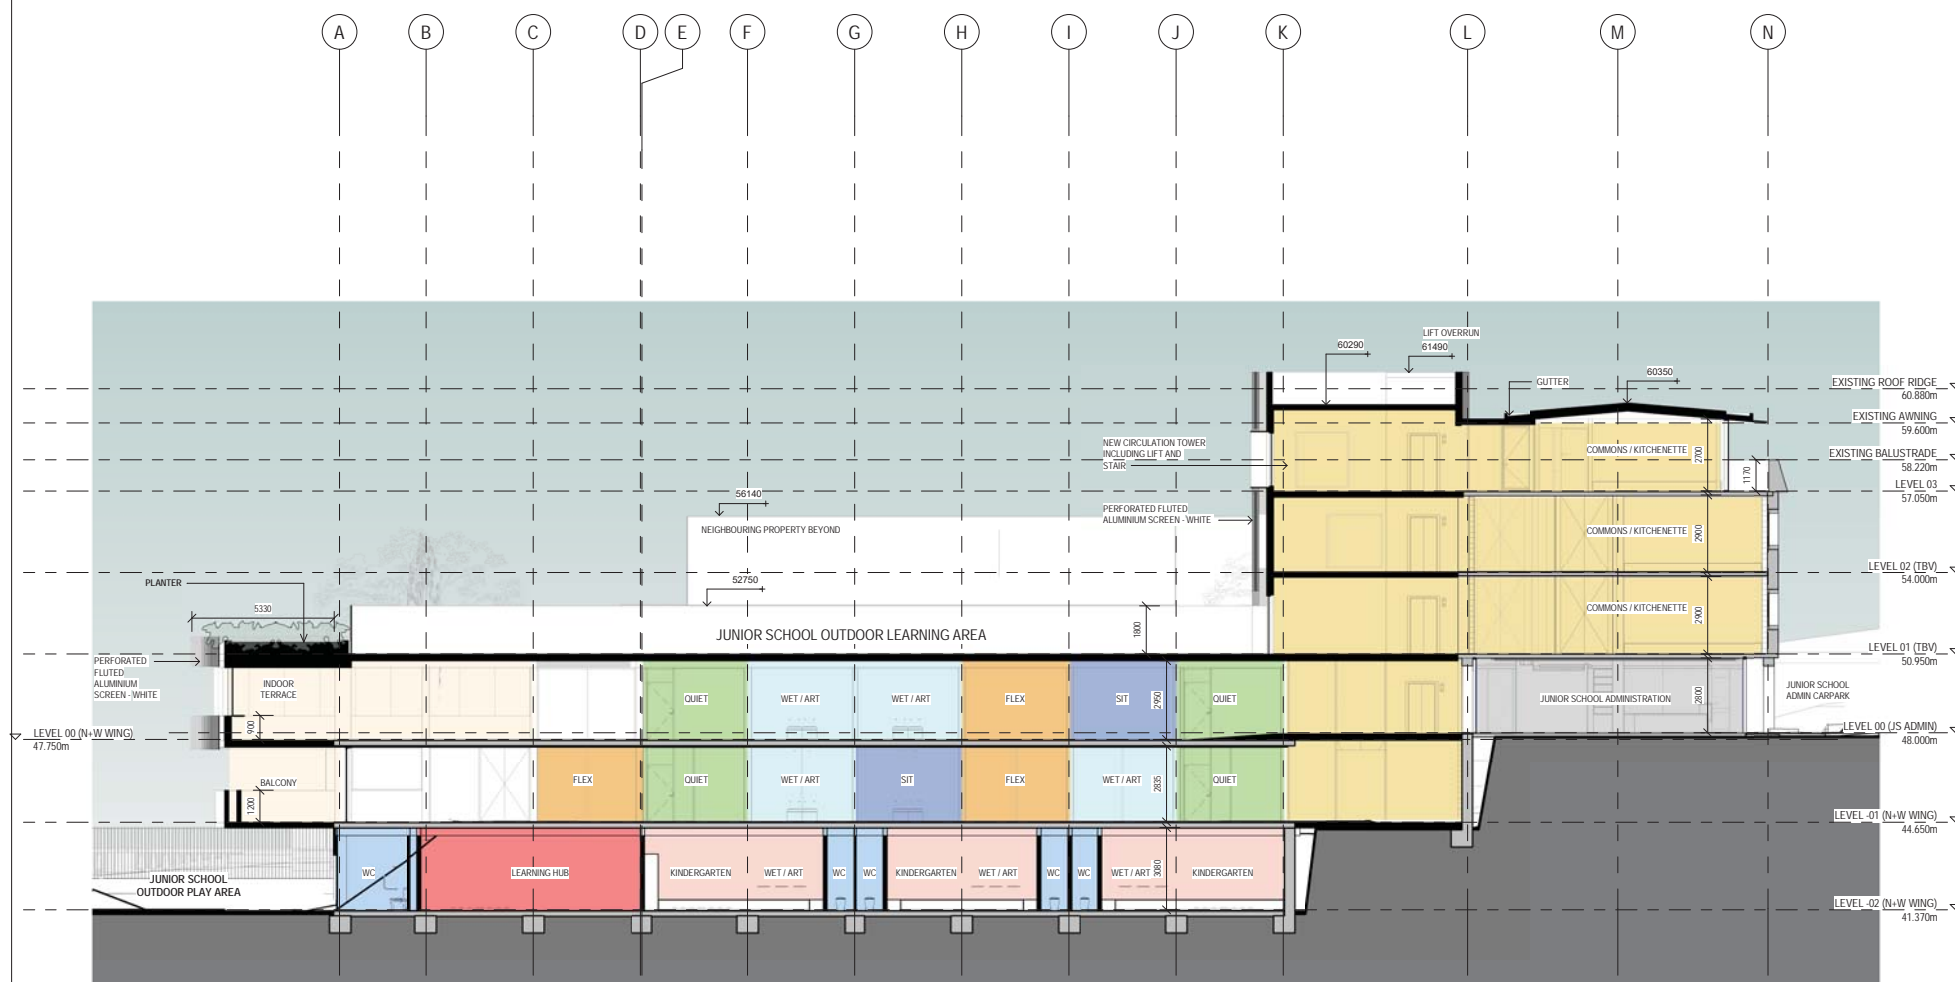 A B C D E F G H I J K L M N
LIFT OVERRUN
60290
61490
60350
GUTTER
EXISTING ROOF RIDGE
60.880m
EXISTING AWNING
59.600m
NEW CIRCULATION TOWER
INCLUDING LIFT AND
STAIR
COMMONS / KITCHENETTE
2700
EXISTING BALUSTRADE
58.220m
1170
LEVEL 03
57.050m
56140
NEIGHBOURING PROPERTY BEYOND
PERFORATED FLUTED
ALUMINIUM SCREEN - WHITE
COMMONS / KITCHENETTE
2900
LEVEL 02 (TBV)
54.000m
PLANTER
52750
5330
COMMONS / KITCHENETTE
2900
JUNIOR SCHOOL OUTDOOR LEARNING AREA
1800
LEVEL 01 (TBV)
50.950m
PERFORATED
FLUTED
ALUMINIUM
SCREEN - WHITE
INDOOR
TERRACE
900
QUIET
WET / ART
WET / ART
FLEX
SIT
2950
QUIET
JUNIOR SCHOOL ADMINISTRATION
2800
JUNIOR SCHOOL
ADMIN CARPARK
LEVEL 00 (N+W WING)
47.750m
LEVEL 00 (JS ADMIN)
48.000m
BALCONY
1200
FLEX
QUIET
WET / ART
SIT
FLEX
WET / ART
2835
QUIET
LEVEL -01 (N+W WING)
44.650m
JUNIOR SCHOOL
OUTDOOR PLAY AREA
WC
LEARNING HUB
KINDERGARTEN
WET / ART
WC
WC
KINDERGARTEN
WET / ART
WC
WC
WET / ART
3080
KINDERGARTEN
LEVEL -02 (N+W WING)
41.370m